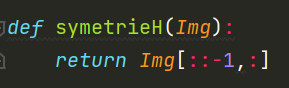 def symetrieH(Img):
    return Img[::-1,:]